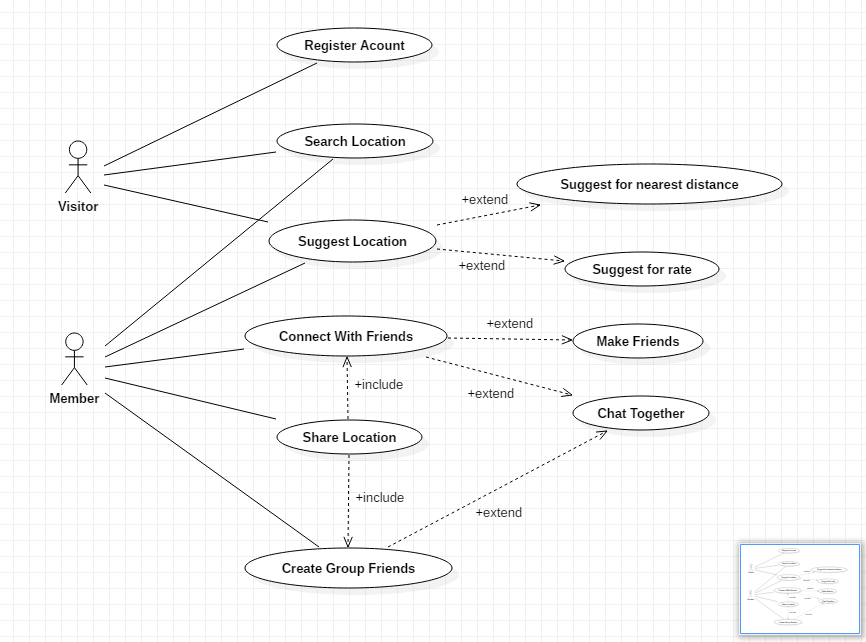 Register Acount
Search Location
Visitor
Suggest for nearest distance
+extend
Suggest Location
+extend
Suggest for rate
+extend
Connect With Friends
Make Friends
Member
+include
+extend
Chat Together
Share Location
+include
+extend
Create Group Friends